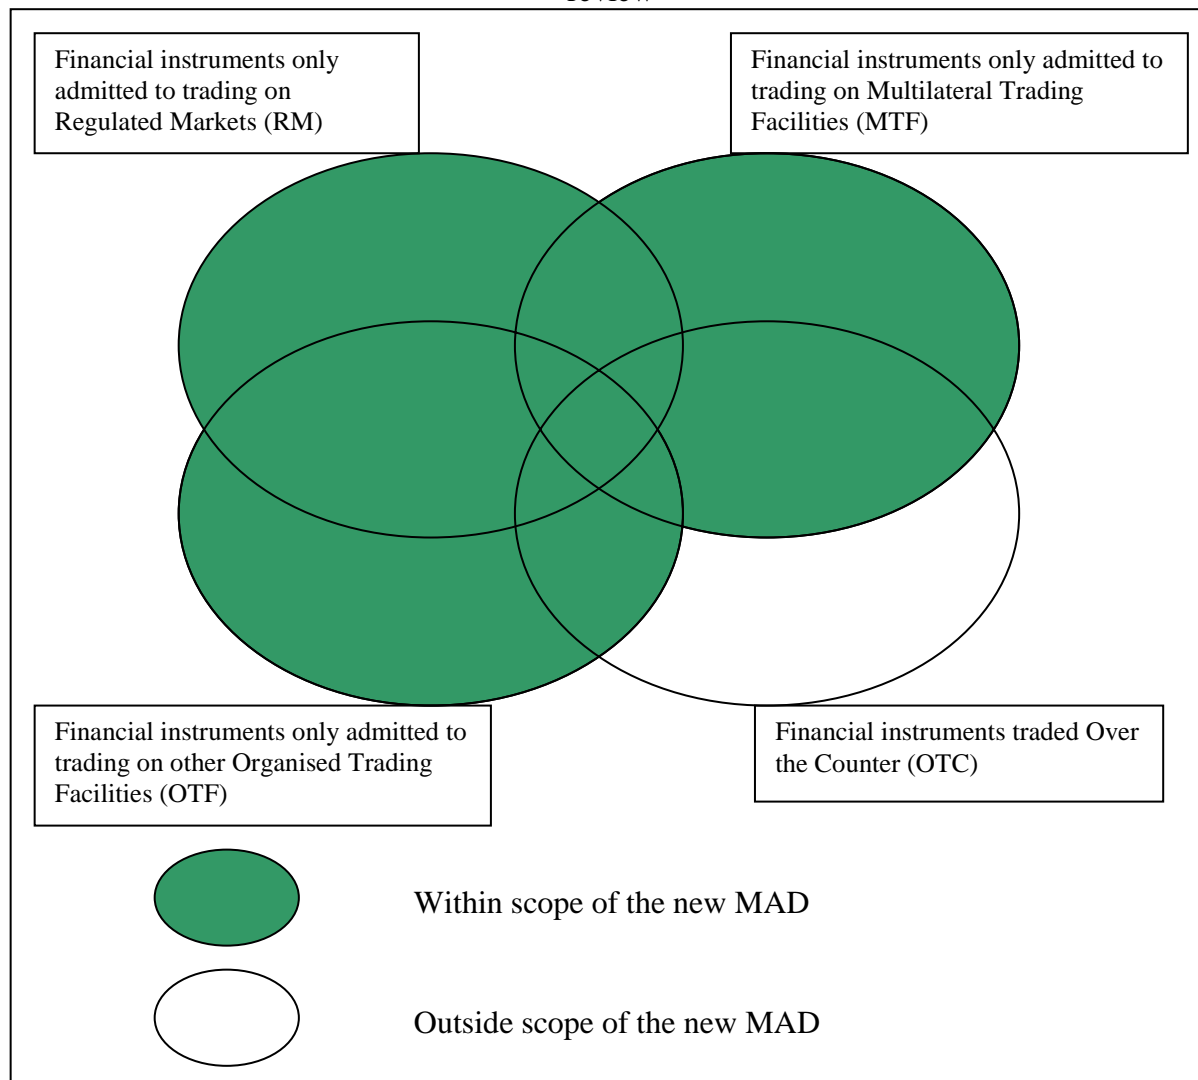 Financial instruments only
admitted to trading on
Regulated Markets (RM)
Financial instruments only admitted to
trading on Multilateral Trading
Facilities (MTF)
Financial instruments only admitted to
trading on other Organised Trading
Facilities (OTF)
Financial instruments traded Over
the Counter (OTC)
Within scope of the new MAD
Outside scope of the new MAD